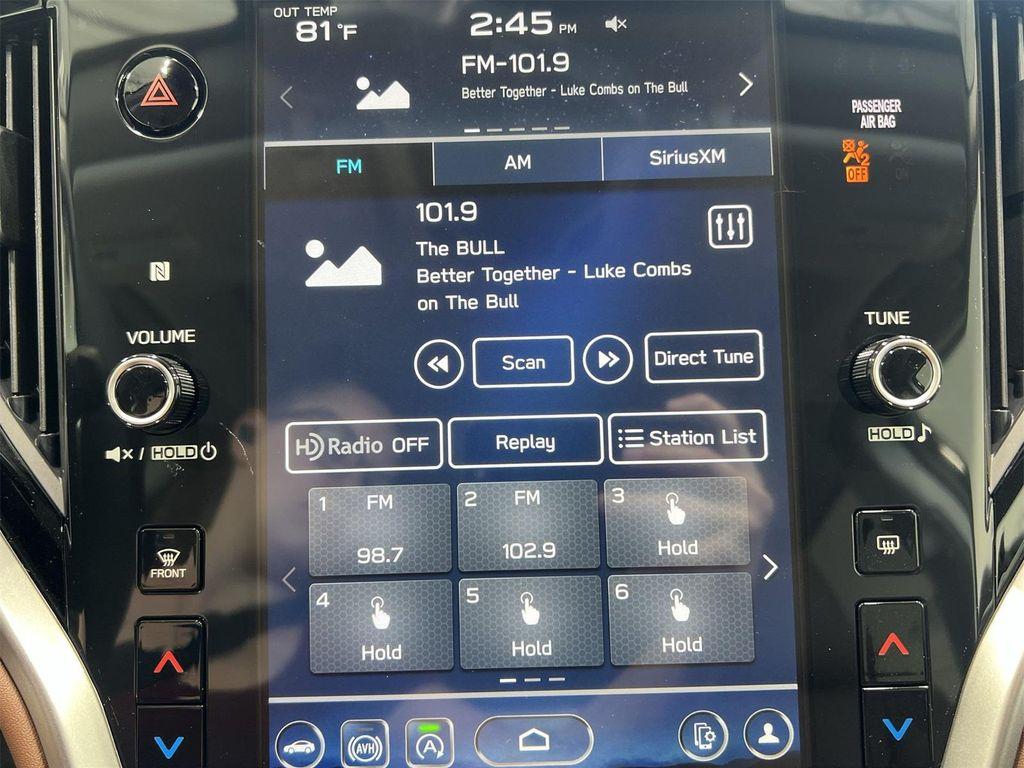 OUT TEMP
81°F
2:45 PM
FM-101.9
Better Together - Luke Combs on The Bull
PASSENGER
AIR BAG
2
OFF
ON
FM
AM
SiriusXM
101.9
The BULL
Better Together - Luke Combs
on The Bull
N
VOLUME
TUNE
Scan
Direct Tune
HD Radio OFF
Replay
Station List
/ HOLD
HOLD
1 FM
98.7
2 FM
102.9
3
Hold
FRONT
4
Hold
5
Hold
6
Hold
AVH
A